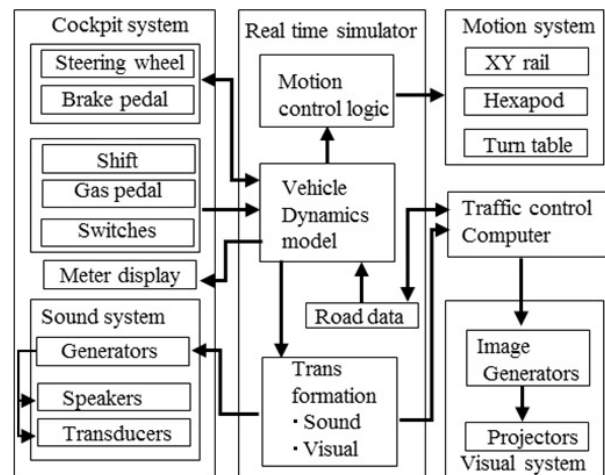 Cockpit system
Steering wheel
Brake pedal
Shift
Gas pedal
Switches
Meter display
Sound system
Generators
Speakers
Transducers
Real time simulator
Motion
control logic
Vehicle
Dynamics
model
Road data
Trans
formation
・Sound
・Visual
Motion system
XY rail
Hexapod
Turn table
Traffic control
Computer
Image
Generators
Projectors
Visual system